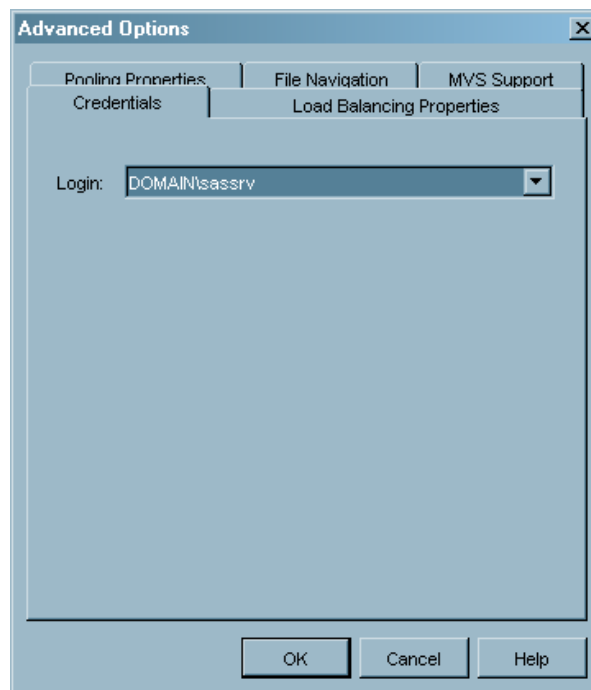 Advanced Options
Pooling Properties File Navigation MVS Support
Credentials Load Balancing Properties
Login: DOMAIN\sassrv
OK Cancel Help